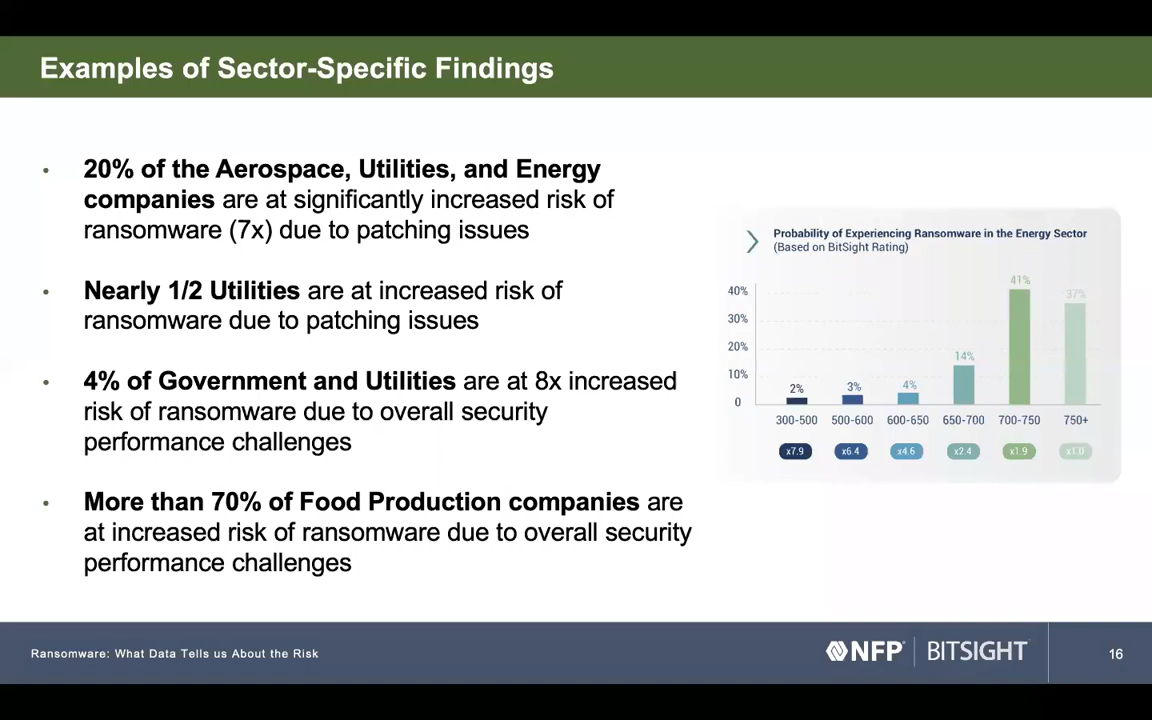 Examples of Sector-Specific Findings
• 20% of the Aerospace, Utilities, and Energy
companies are at significantly increased risk of
ransomware (7x) due to patching issues
• Nearly 1/2 Utilities are at increased risk of
ransomware due to patching issues
• 4% of Government and Utilities are at 8x increased
risk of ransomware due to overall security
performance challenges
• More than 70% of Food Production companies are
at increased risk of ransomware due to overall security
performance challenges
Probability of Experiencing Ransomware in the Energy Sector
(Based on BitSight Rating)
40%
30%
20%
10%
0
2%
3%
4%
14%
41%
37%
300-500 500-600 600-650 650-700 700-750 750+
x7.9 x6.4 x4.6 x2.4 x1.9 x1.0
Ransomware: What Data Tells us About the Risk
NFP BITSIGHT
16